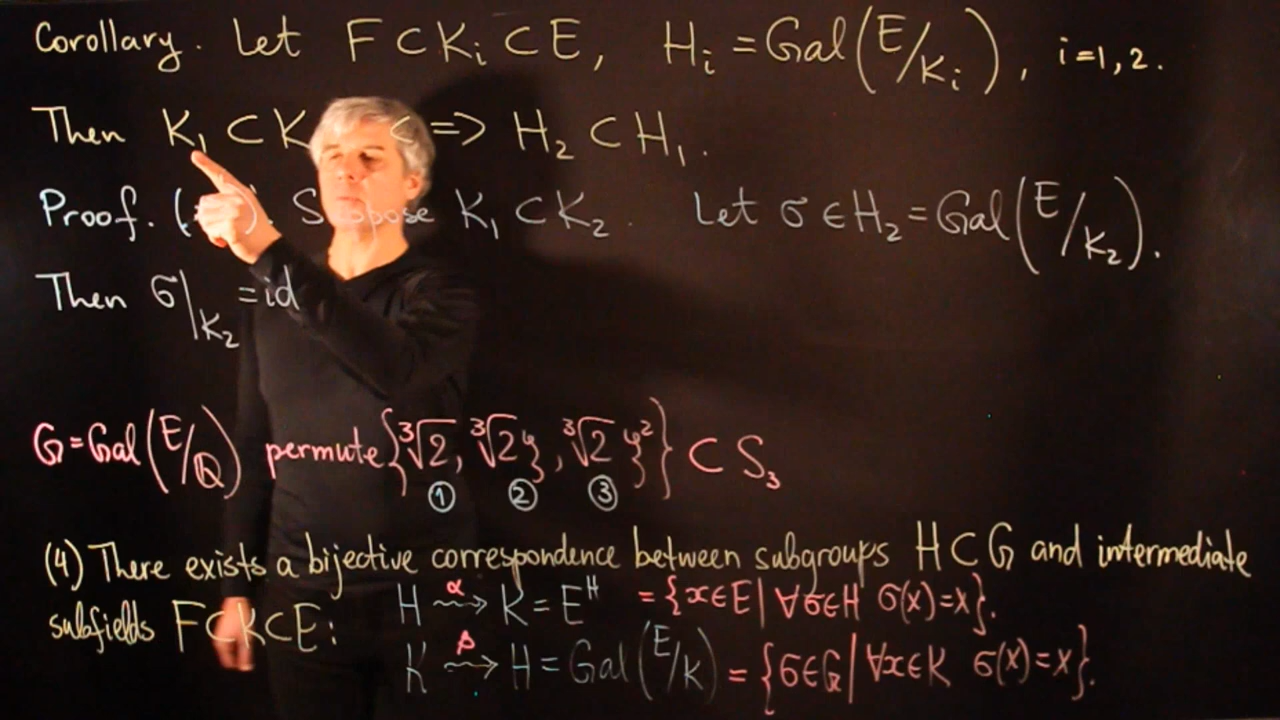 Corollary. Let F ⊂ Kᵢ ⊂ E, Hᵢ = Gal(E/Kᵢ), i=1,2.
Then K₁ ⊂ K <=> H₂ ⊂ H₁.
Proof. ( ). Suppose K₁ ⊂ K₂. Let σ ∈ H₂ = Gal(E/K₂).
Then σ|K₂ = id
G = Gal(E/ℚ) permute {∛2, ∛2 ξ, ∛2 ξ²} ⊂ S₃
① ② ③
(4) There exists a bijective correspondence between subgroups H ⊂ G and intermediate
subfields F ⊂ K ⊂ E: H ⇝ᵅ K = Eᴴ = {x∈E | ∀σ∈H σ(x)=x}.
K ⇝ᵝ H = Gal(E/K) = {σ∈G | ∀x∈K σ(x)=x}.